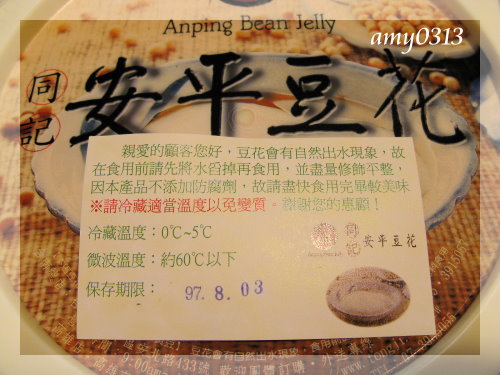 Anping Bean Jelly
amy0313
同記
安平豆花
親愛的顧客您好，豆花會有自然出水現象，故
在食用前請先將水舀掉再食用，並盡量修飾平整，
因本產品不添加防腐劑，故請盡快食用完畢較美味
※請冷藏適當溫度以免變質。謝謝您的惠顧！
冷藏溫度：0℃~5℃
微波溫度：約60℃以下
保存期限：
97.8.03
同記
安平豆花